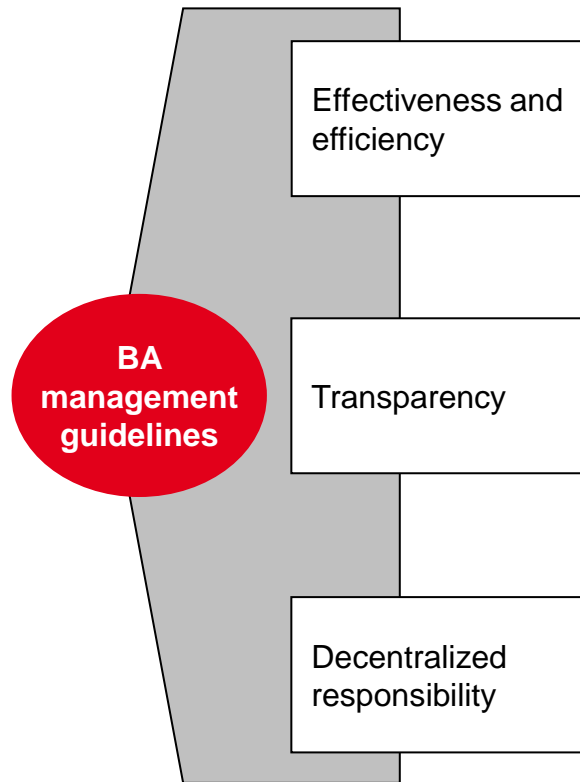 Effectiveness and
efficiency
BA
management
guidelines
Transparency
Decentralized
responsibility